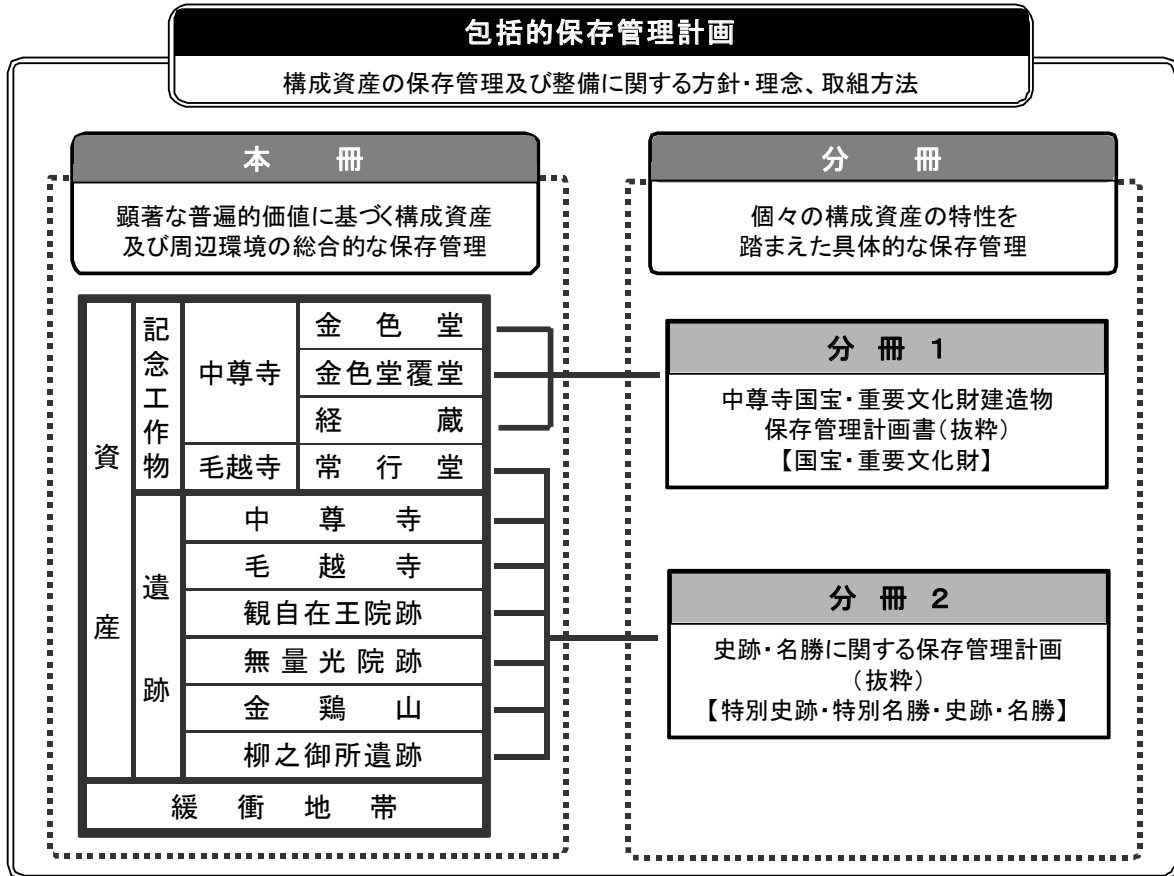 包括的保存管理計画
構成資産の保存管理及び整備に関する方針・理念、取組方法
本 冊
顕著な普遍的価値に基づく構成資産
及び周辺環境の総合的な保存管理
資産
記念工作物
中尊寺
金色堂
金色堂覆堂
経蔵
毛越寺
常行堂
遺跡
中尊寺
毛越寺
観自在王院跡
無量光院跡
金鶏山
柳之御所遺跡
緩衝地帯
分 冊
個々の構成資産の特性を
踏まえた具体的な保存管理
分 冊 1
中尊寺国宝・重要文化財建造物
保存管理計画書(抜粋)
【国宝・重要文化財】
分 冊 2
史跡・名勝に関する保存管理計画
(抜粋)
【特別史跡・特別名勝・史跡・名勝】